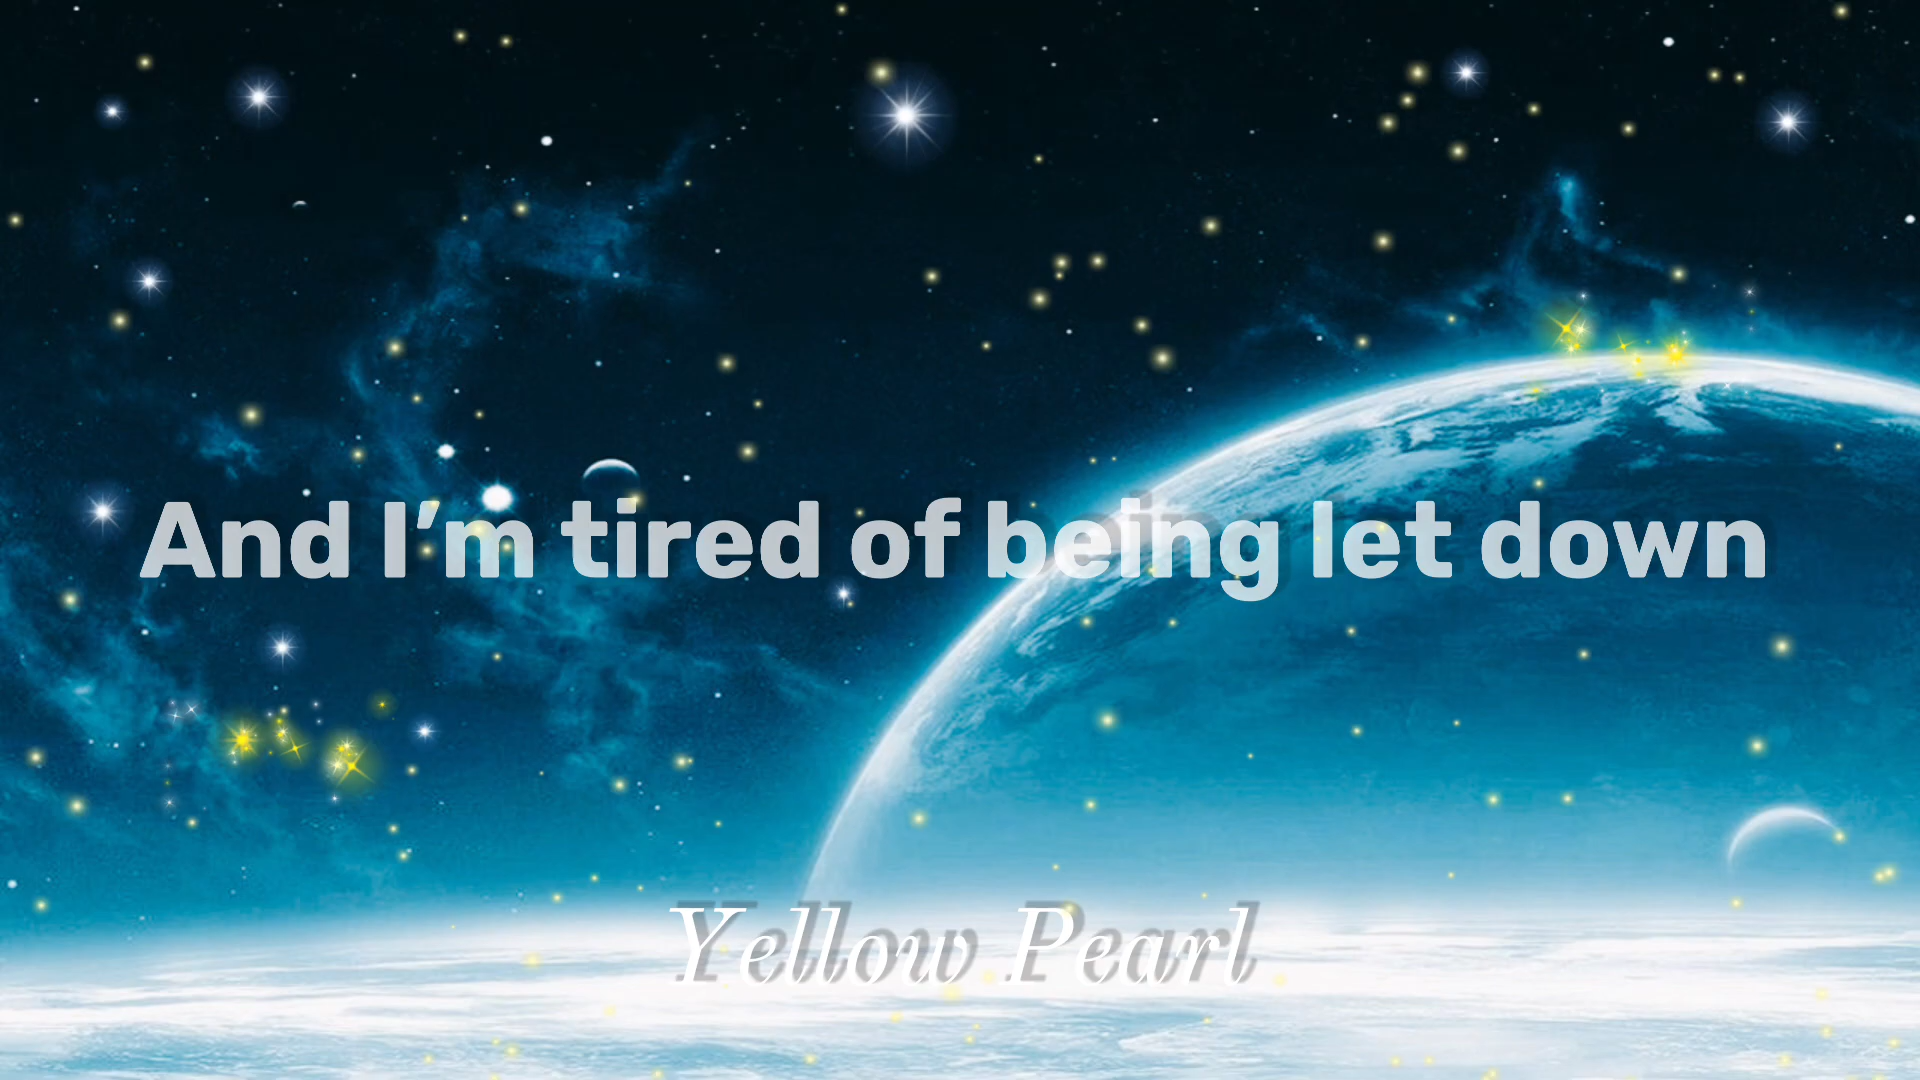 And I’m tired of being let down
Yellow Pearl